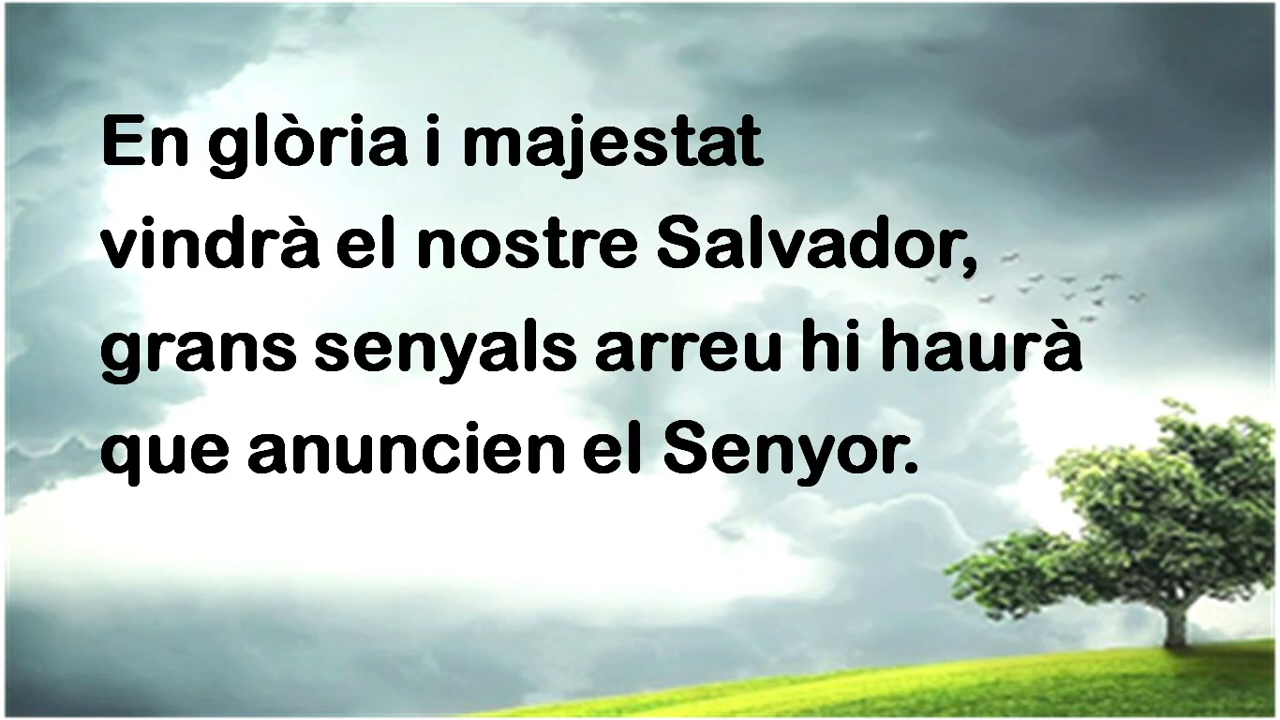 En glòria i majestat
vindrà el nostre Salvador,
grans senyals arreu hi haurà
que anuncien el Senyor.